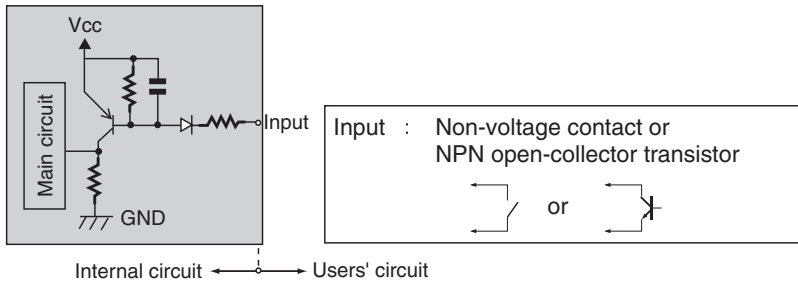 Vcc
Main circuit
Input
GND
Input : Non-voltage contact or
NPN open-collector transistor
or
Internal circuit
Users' circuit